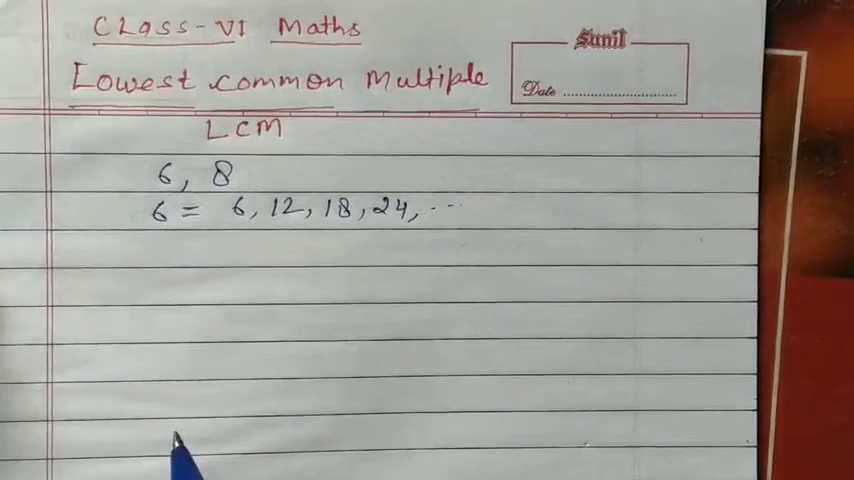 Class-VI Maths
Sunil
Lowest common Multiple
Date
LCM
6, 8
6 = 6, 12, 18, 24, ...